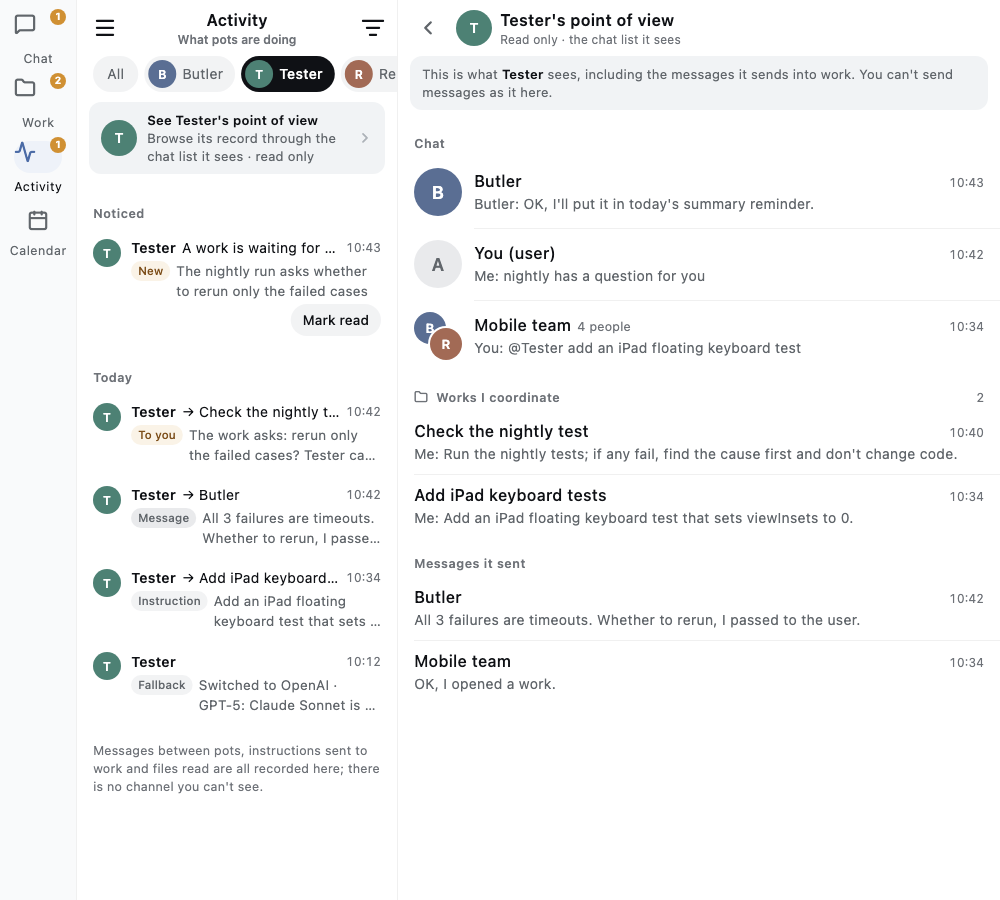 1
Chat
2
Work
1
Activity
Calendar
Activity
What pots are doing
All
B Butler
T Tester
R Re
T
See Tester's point of view
Browse its record through the
chat list it sees · read only
Noticed
T
Tester A work is waiting for ... 10:43
New The nightly run asks whether
to rerun only the failed cases
Mark read
Today
T
Tester → Check the nightly t... 10:42
To you The work asks: rerun only
the failed cases? Tester ca...
T
Tester → Butler 10:42
Message All 3 failures are timeouts.
Whether to rerun, I passe...
T
Tester → Add iPad keyboard... 10:34
Instruction Add an iPad floating
keyboard test that sets ...
T
Tester 10:12
Fallback Switched to OpenAI ·
GPT-5: Claude Sonnet is ...
Messages between pots, instructions sent to
work and files read are all recorded here; there
is no channel you can't see.
T
Tester's point of view
Read only · the chat list it sees
This is what Tester sees, including the messages it sends into work. You can't send
messages as it here.
Chat
B
Butler 10:43
Butler: OK, I'll put it in today's summary reminder.
A
You (user) 10:42
Me: nightly has a question for you
B
R
Mobile team 4 people 10:34
You: @Tester add an iPad floating keyboard test
Works I coordinate 2
Check the nightly test 10:40
Me: Run the nightly tests; if any fail, find the cause first and don't change code.
Add iPad keyboard tests 10:34
Me: Add an iPad floating keyboard test that sets viewInsets to 0.
Messages it sent
Butler 10:42
All 3 failures are timeouts. Whether to rerun, I passed to the user.
Mobile team 10:34
OK, I opened a work.